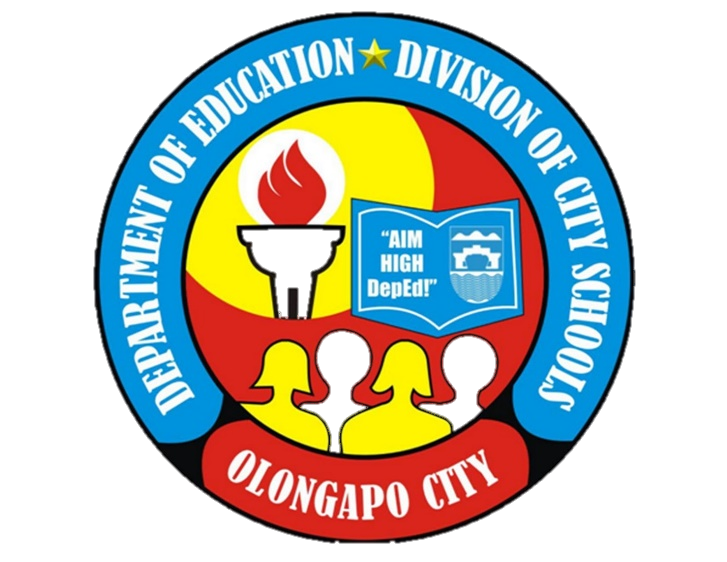 DEPARTMENT OF EDUCATION ★ DIVISION OF CITY SCHOOLS
"AIM
HIGH
DepEd!"
OLONGAPO CITY